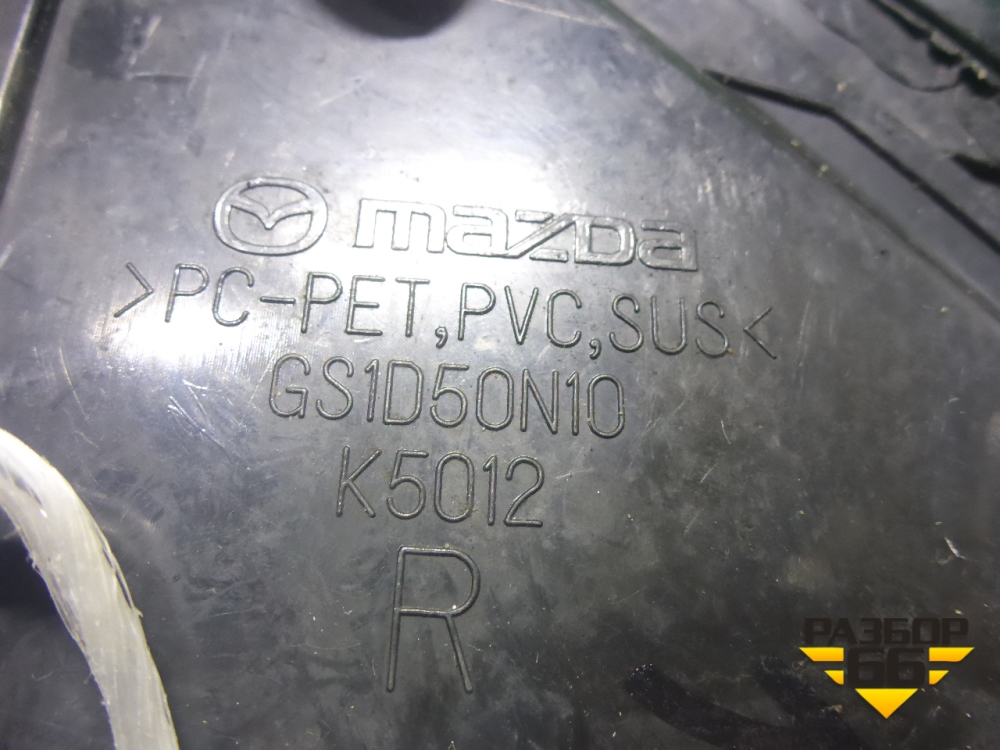 mazda
>PC-PET,PVC,SUS<
GS1D50N10
K5012
R
РАЗБОР
66